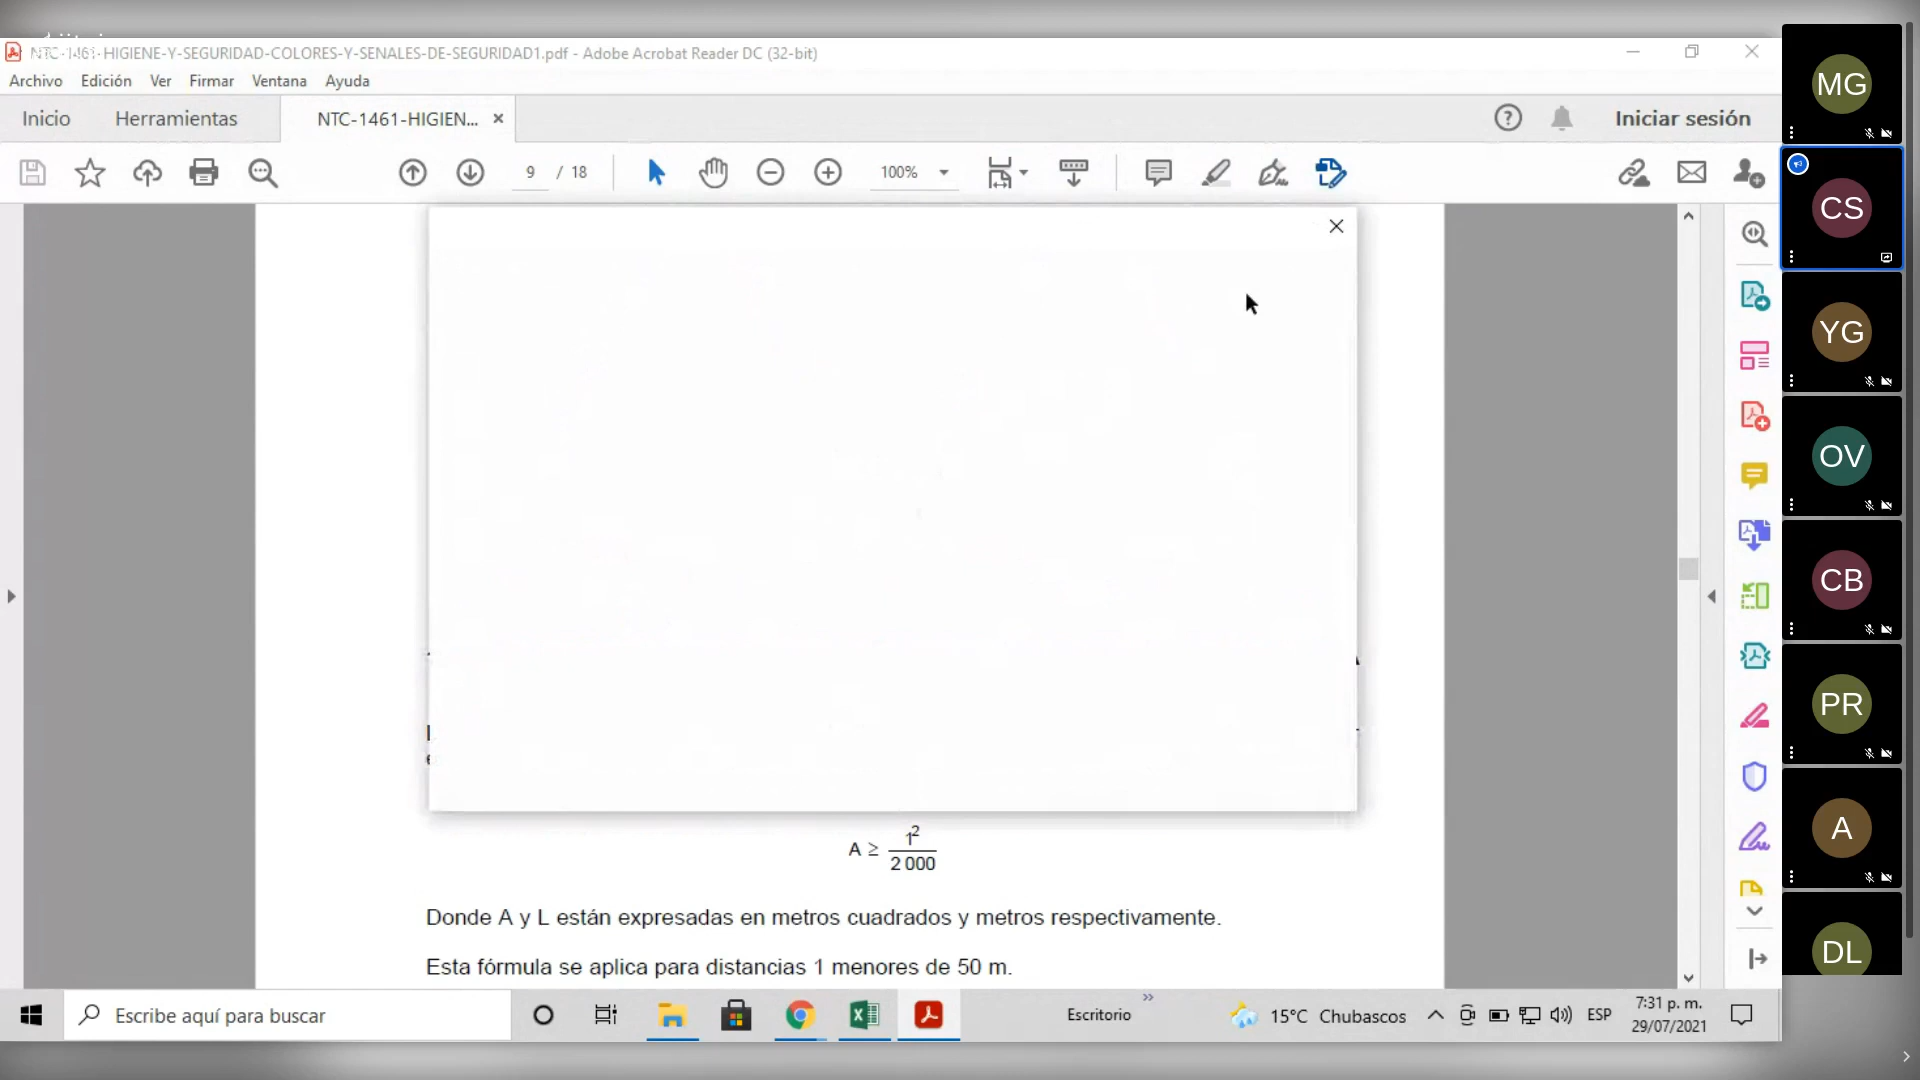 NTC-1461-HIGIENE-Y-SEGURIDAD-COLORES-Y-SENALES-DE-SEGURIDAD1.pdf - Adobe Acrobat Reader DC (32-bit)
Archivo Edición Ver Firmar Ventana Ayuda
Inicio Herramientas NTC-1461-HIGIEN... Iniciar sesión
9 / 18 100%
A ≥ 1² / 2 000
Donde A y L están expresadas en metros cuadrados y metros respectivamente.
Esta fórmula se aplica para distancias 1 menores de 50 m.
Escribe aquí para buscar
Escritorio
15°C Chubascos
ESP
7:31 p. m.
29/07/2021
MG
CS
YG
OV
CB
PR
A
DL